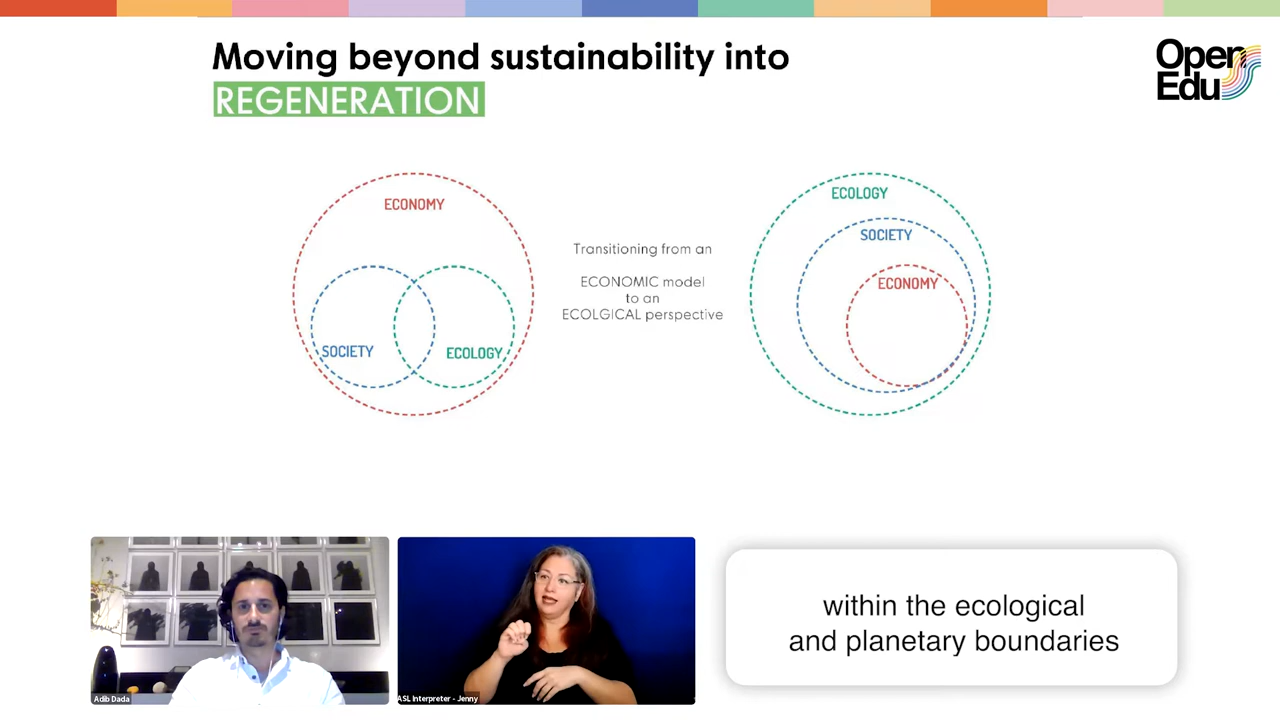 Moving beyond sustainability into
REGENERATION
Open
Edu
ECONOMY
SOCIETY
ECOLOGY
Transitioning from an
ECONOMIC model
to an
ECOLGICAL perspective
ECOLOGY
SOCIETY
ECONOMY
Adib Dada
ASL Interpreter - Jenny
within the ecological
and planetary boundaries